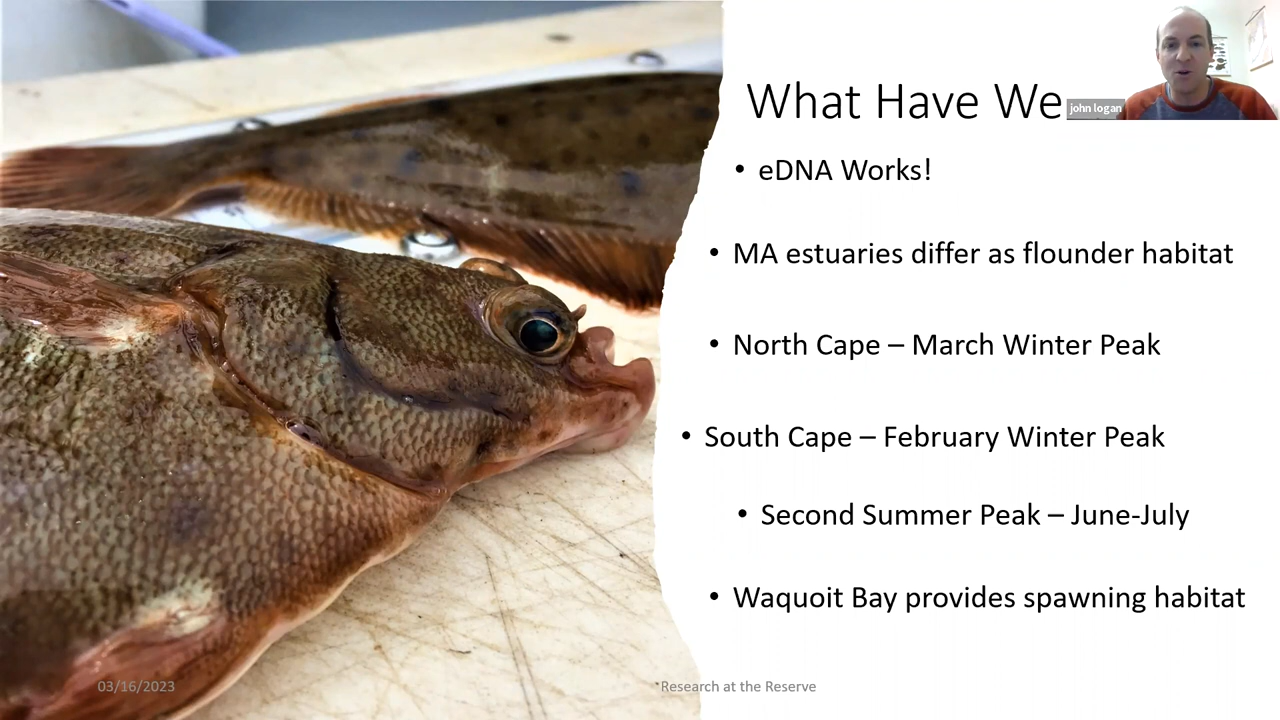 What Have We
john logan
• eDNA Works!
• MA estuaries differ as flounder habitat
• North Cape – March Winter Peak
• South Cape – February Winter Peak
• Second Summer Peak – June-July
• Waquoit Bay provides spawning habitat
03/16/2023
Research at the Reserve